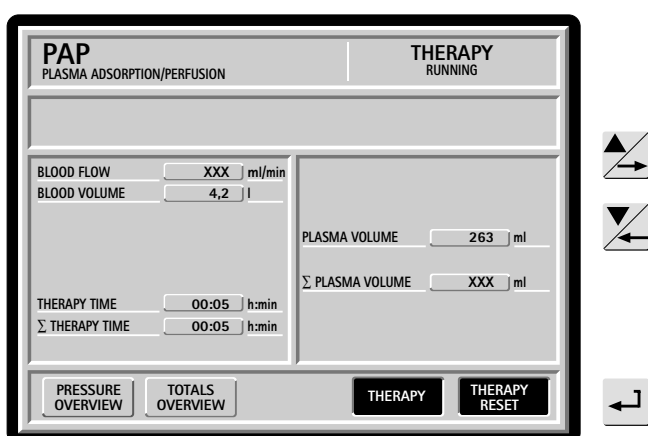 PAP
PLASMA ADSORPTION/PERFUSION
THERAPY
RUNNING
BLOOD FLOW XXX ml/min
BLOOD VOLUME 4,2 l
THERAPY TIME 00:05 h:min
∑ THERAPY TIME 00:05 h:min
PLASMA VOLUME 263 ml
∑ PLASMA VOLUME XXX ml
PRESSURE OVERVIEW
TOTALS OVERVIEW
THERAPY
THERAPY RESET